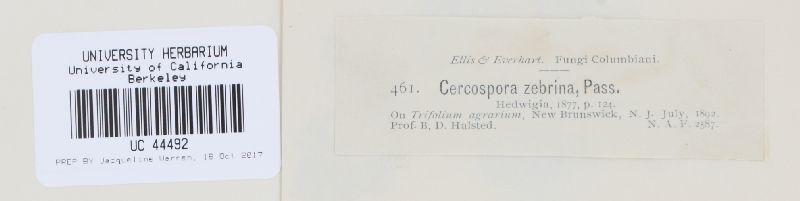 UNIVERSITY HERBARIUM
University of California
Berkeley
UC 44492
PREP BY Jacqueline Warren, 18 Oct 2017
Ellis & Everhart. Fungi Columbiani.
461. Cercospora zebrina, Pass.
Hedwigia, 1877, p. 124.
On Trifolium agrarium, New Brunswick, N. J. July, 1892.
Prof. B, D. Halsted. N. A. F. 2587.